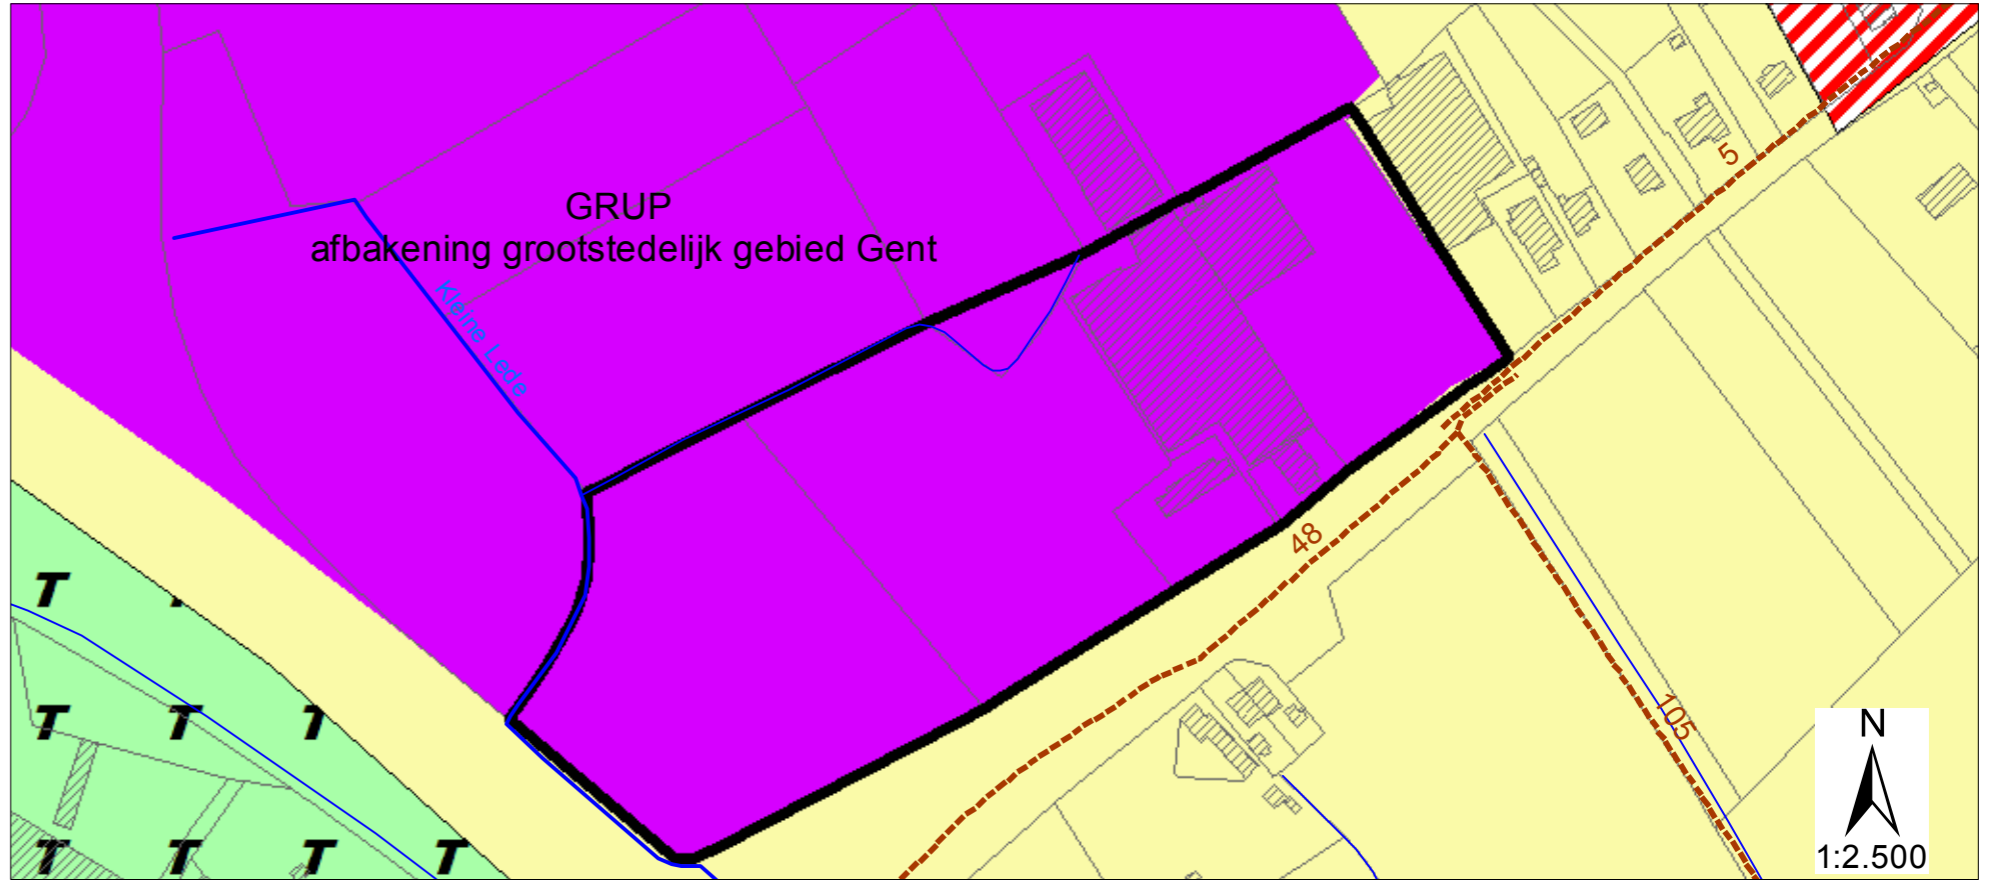 5
GRUP
afbakening grootstedelijk gebied Gent
Kleine Lede
48
T
T
T
T
105
N
T
T
T
T
1:2.500